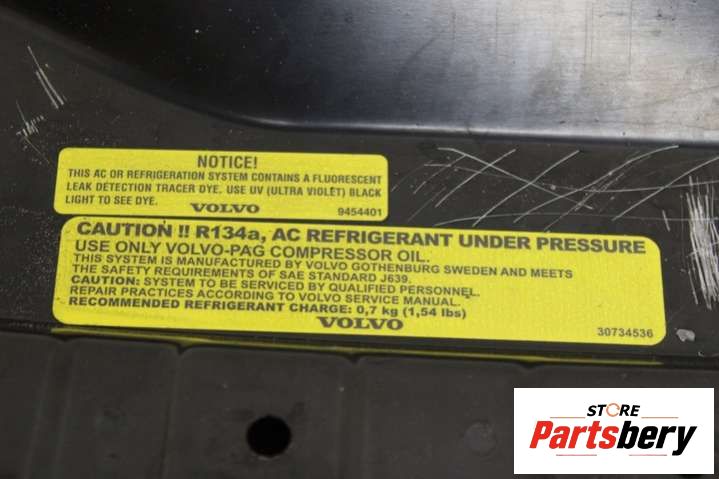 NOTICE!
THIS AC OR REFRIGERATION SYSTEM CONTAINS A FLUORESCENT
LEAK DETECTION TRACER DYE. USE UV (ULTRA VIOLET) BLACK
LIGHT TO SEE DYE.
VOLVO 9454401
CAUTION !! R134a, AC REFRIGERANT UNDER PRESSURE
USE ONLY VOLVO-PAG COMPRESSOR OIL.
THIS SYSTEM IS MANUFACTURED BY VOLVO GOTHENBURG SWEDEN AND MEETS
THE SAFETY REQUIREMENTS OF SAE STANDARD J639.
CAUTION: SYSTEM TO BE SERVICED BY QUALIFIED PERSONNEL.
REPAIR PRACTICES ACCORDING TO VOLVO SERVICE MANUAL.
RECOMMENDED REFRIGERANT CHARGE: 0,7 kg (1,54 lbs)
VOLVO 30734536
STORE
Partsbery